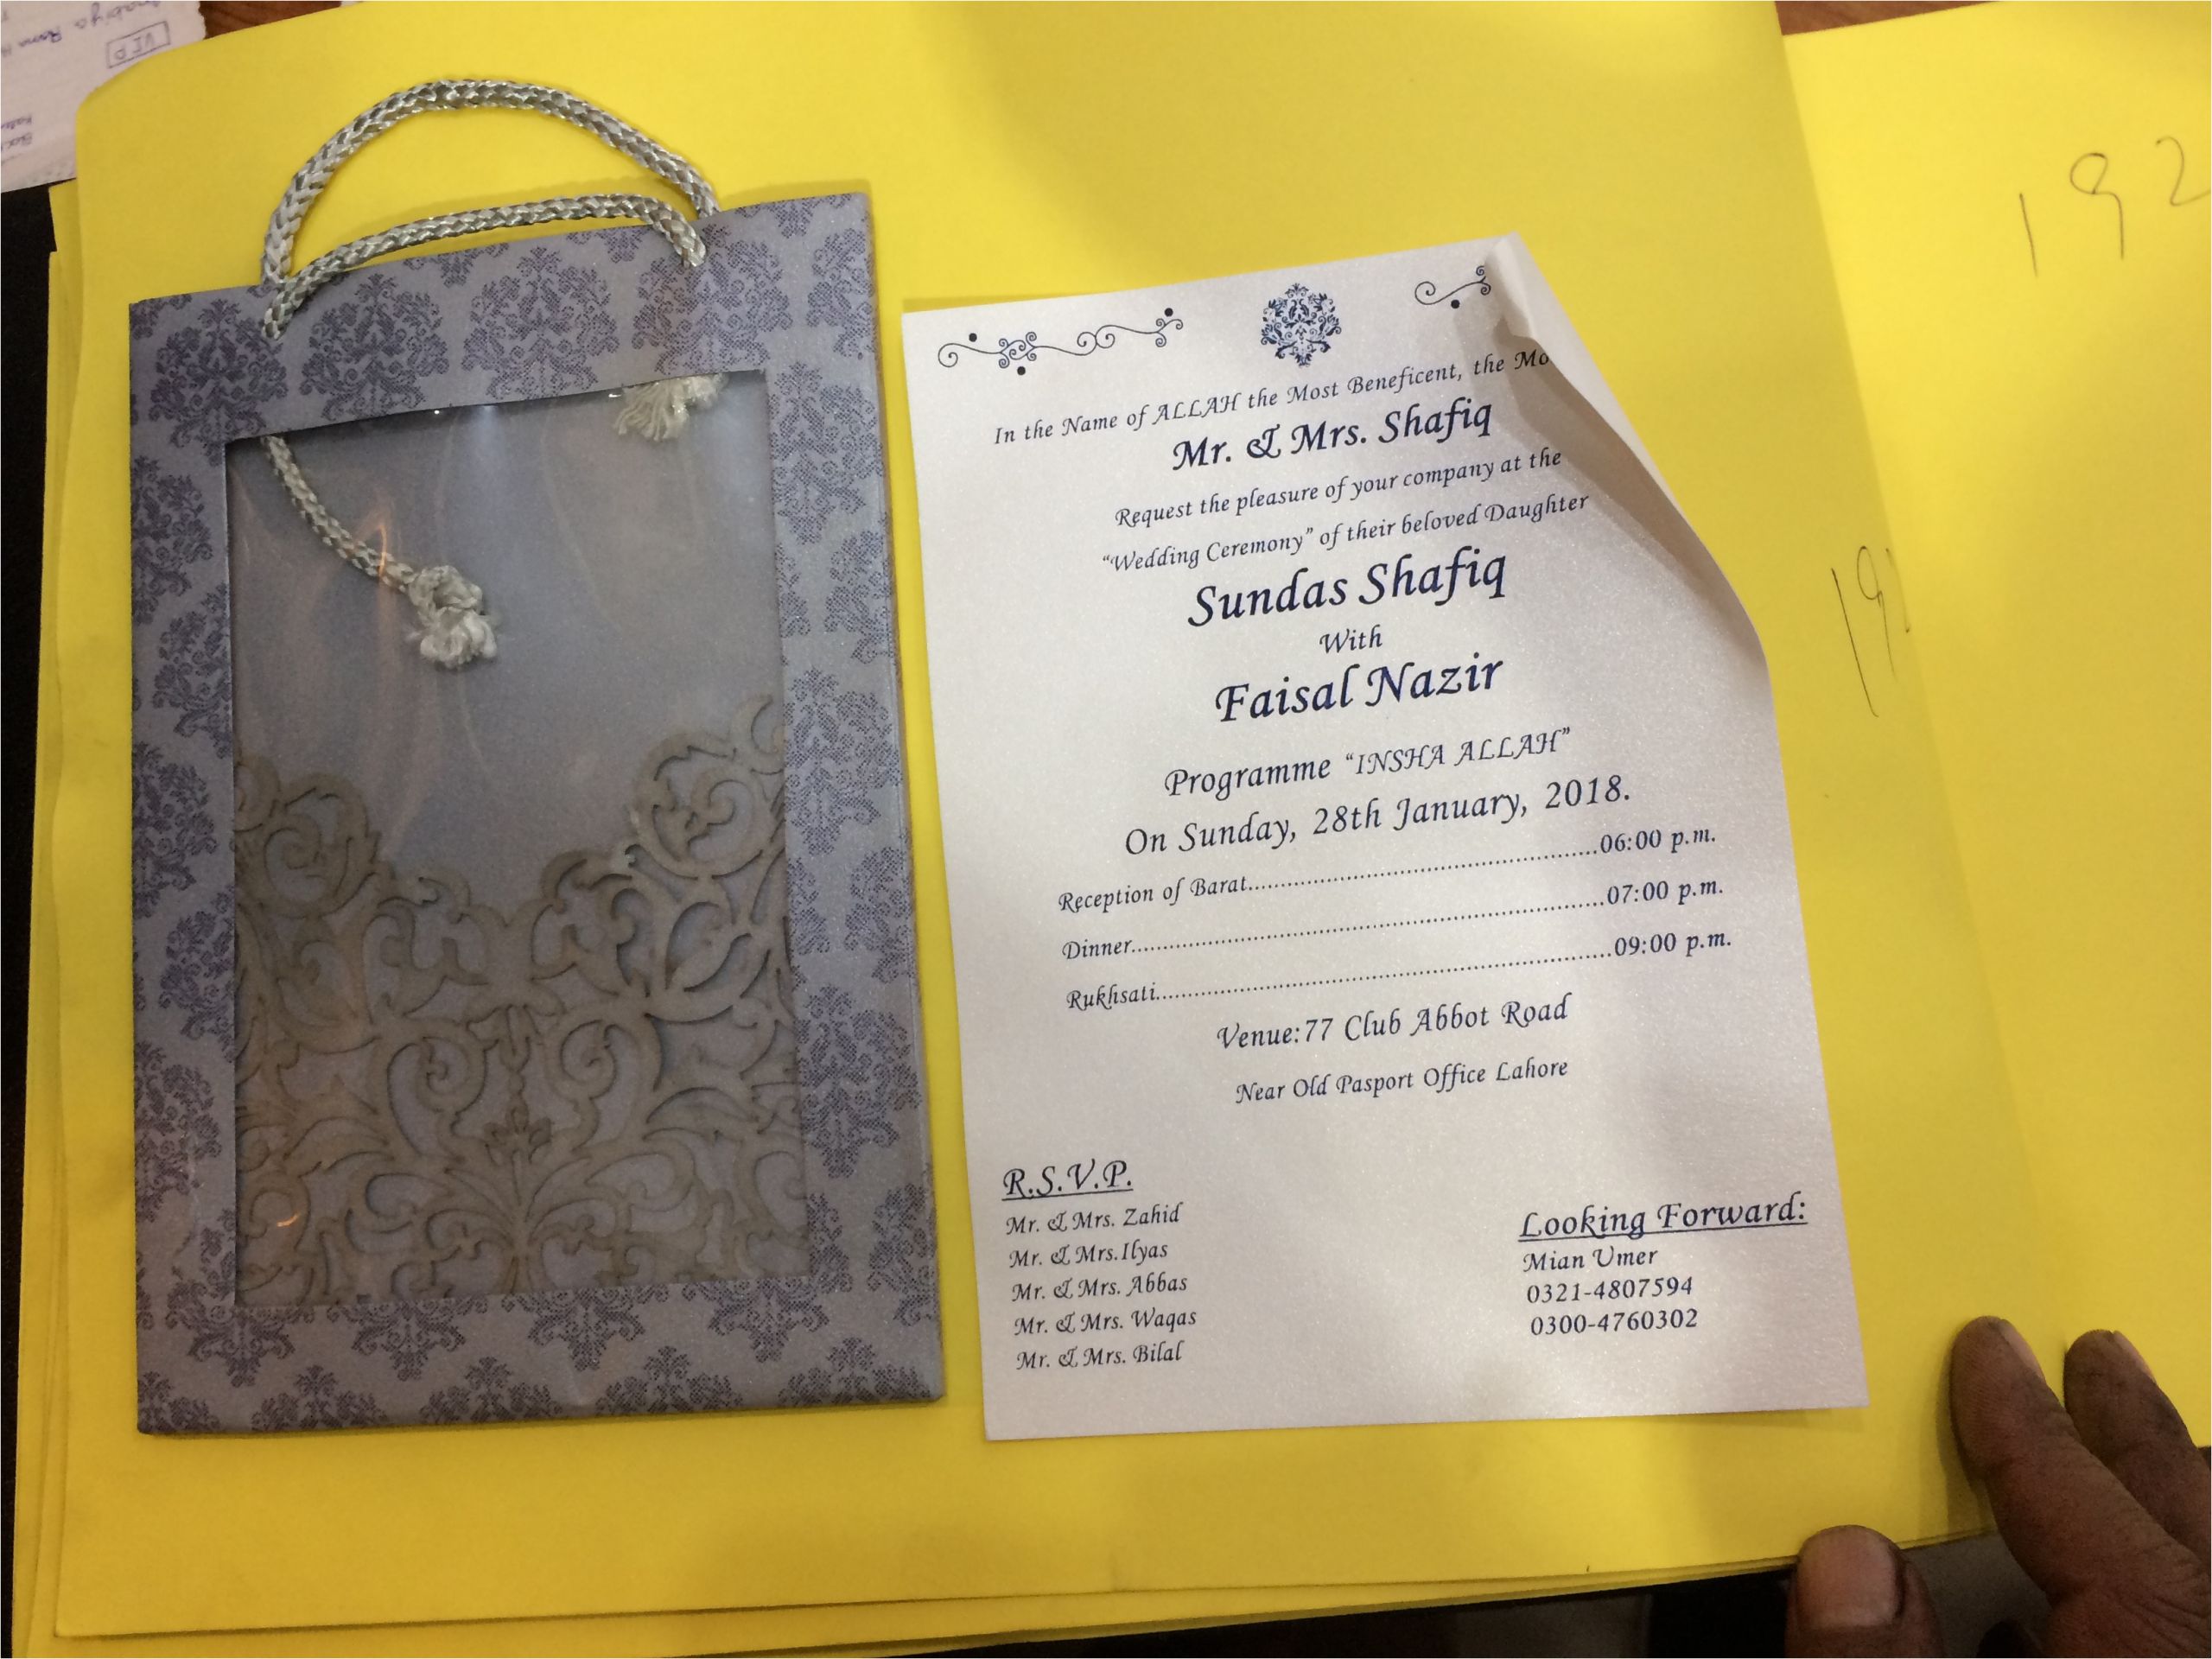 VIP
192
19
In the Name of ALLAH the Most Beneficent, the Mo
Mr. & Mrs. Shafiq
Request the pleasure of your company at the
"Wedding Ceremony" of their beloved Daughter
Sundas Shafiq
With
Faisal Nazir
Programme "INSHA ALLAH"
On Sunday, 28th January, 2018.
Reception of Barat..........06:00 p.m.
Dinner..........07:00 p.m.
Rukhsati..........09:00 p.m.
Venue:77 Club Abbot Road
Near Old Pasport Office Lahore
R.S.V.P.
Mr. & Mrs. Zahid
Mr. & Mrs.Ilyas
Mr. & Mrs. Abbas
Mr. & Mrs. Waqas
Mr. & Mrs. Bilal
Looking Forward:
Mian Umer
0321-4807594
0300-4760302